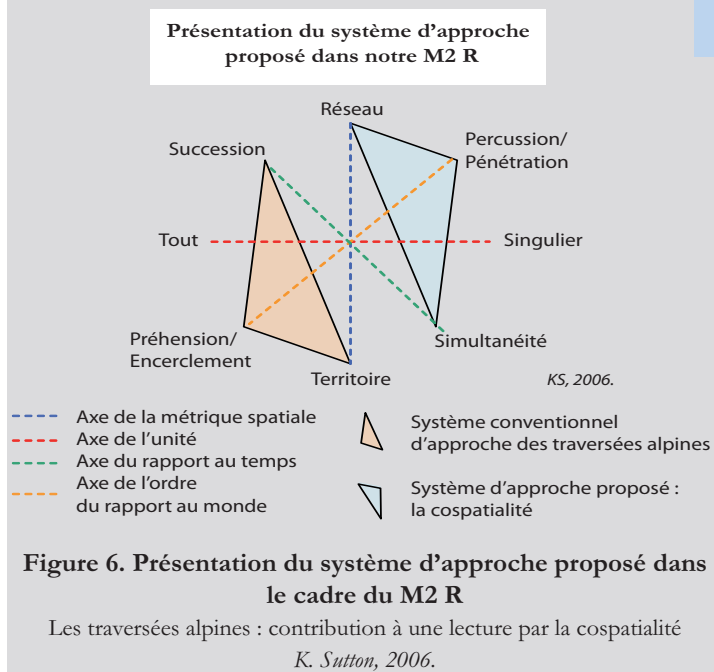 Présentation du système d’approche
proposé dans notre M2 R
Réseau
Succession
Percussion/
Pénétration
Tout
Singulier
Préhension/
Encerclement
Simultanéité
Territoire
KS, 2006.
Axe de la métrique spatiale
Axe de l’unité
Axe du rapport au temps
Axe de l’ordre
du rapport au monde
Système conventionnel
d’approche des traversées alpines
Système d’approche proposé :
la cospatialité
Figure 6. Présentation du système d’approche proposé dans
le cadre du M2 R
Les traversées alpines : contribution à une lecture par la cospatialité
K. Sutton, 2006.